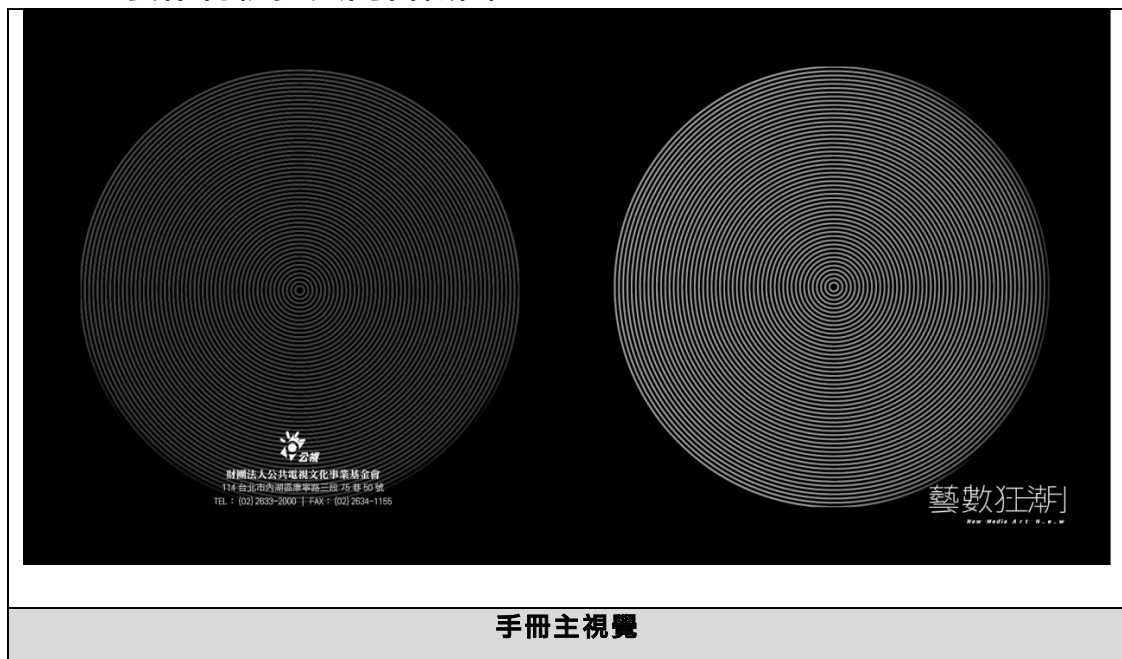 公視
財團法人公共電視文化事業基金會
114 台北市內湖區康寧路三段 75 巷 50 號
TEL：(02) 2633-2000 | FAX：(02) 2634-1155
藝數狂潮
New Media Art N_e_w
手冊主視覺